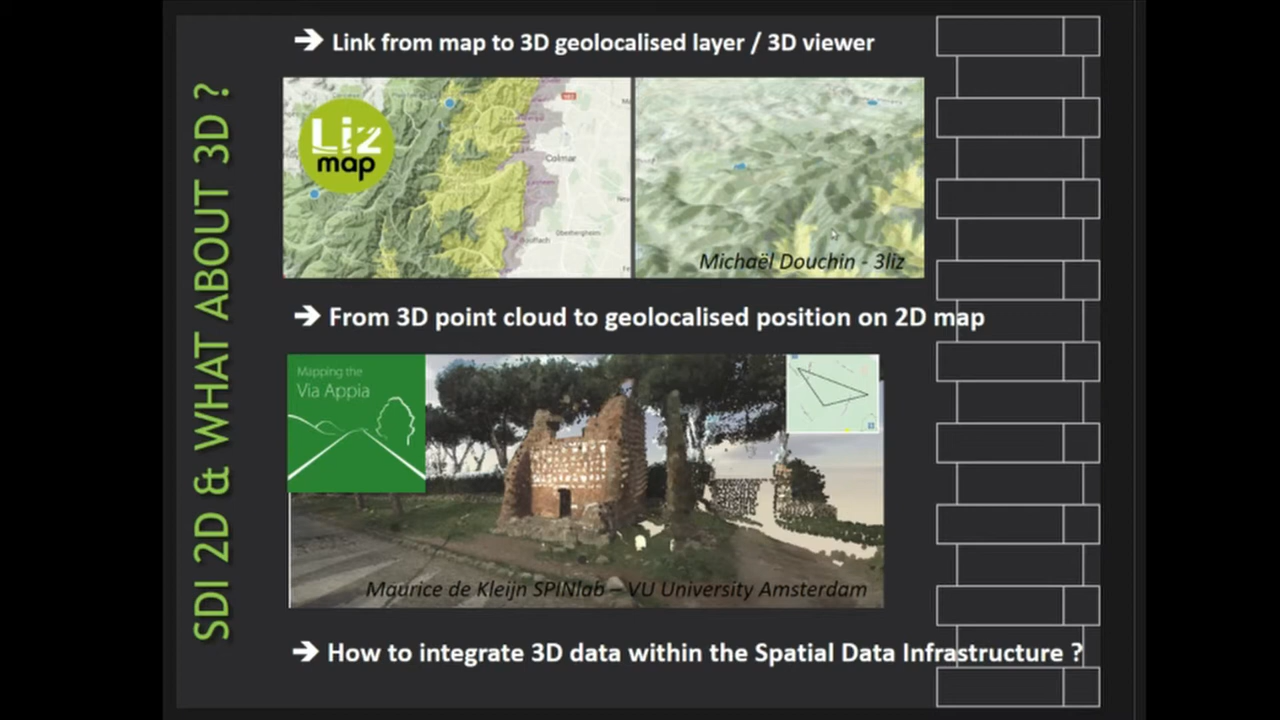 SDI 2D & WHAT ABOUT 3D ?
➔ Link from map to 3D geolocalised layer / 3D viewer
Liz
map
Colmar
Oberhergheim
Rouffach
Michaël Douchin - 3liz
➔ From 3D point cloud to geolocalised position on 2D map
Mapping the
Via Appia
Maurice de Kleijn SPINlab – VU University Amsterdam
➔ How to integrate 3D data within the Spatial Data Infrastructure ?